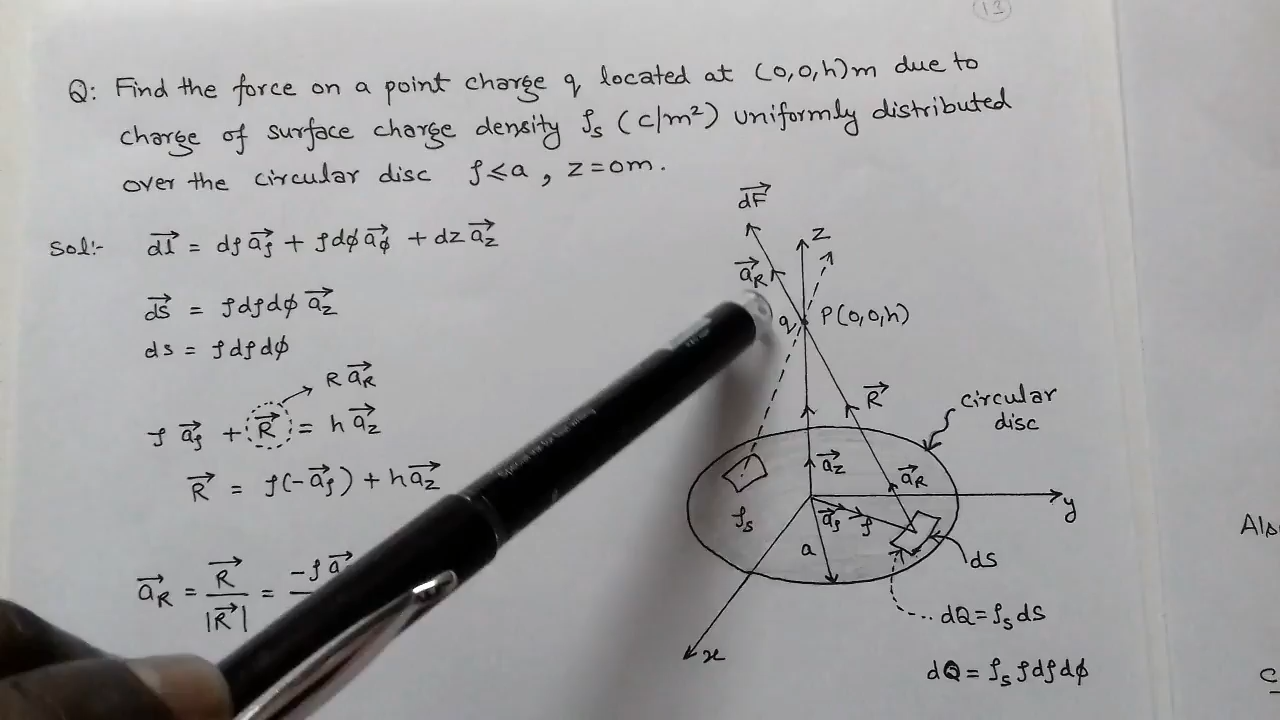 13
Q: Find the force on a point charge q located at (0,0,h)m due to
charge of surface charge density ρₛ (c/m²) uniformly distributed
over the circular disc ρ≤a, z=0m.
Sol:- dl⃗ = dρ a⃗ρ + ρdϕ a⃗ϕ + dz a⃗z
ds⃗ = ρdρdϕ a⃗z
ds = ρdρdϕ
R a⃗R
ρ a⃗ρ + R⃗ = h a⃗z
R⃗ = ρ(-a⃗ρ) + h a⃗z
a⃗R = R⃗ / |R⃗| = -ρ a⃗
dF⃗
z
a⃗R
q
P(0,0,h)
R⃗
circular
disc
a⃗z
a⃗R
y
ρₛ
a⃗ρ
ρ
a
ds
dQ=ρₛds
x
dQ= ρₛ ρdρdϕ